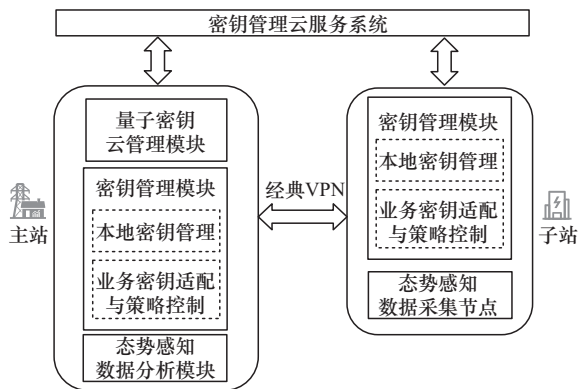 密钥管理云服务系统
量子密钥
云管理模块
密钥管理模块
本地密钥管理
业务密钥适配
与策略控制
态势感知
数据分析模块
主站
经典VPN
密钥管理模块
本地密钥管理
业务密钥适配
与策略控制
态势感知
数据采集节点
子站